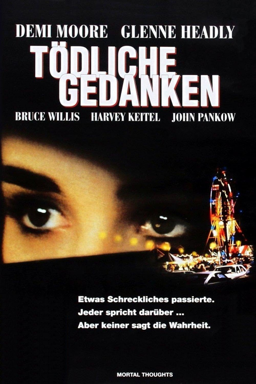 DEMI MOORE GLENNE HEADLY
TÖDLICHE
GEDANKEN
BRUCE WILLIS HARVEY KEITEL JOHN PANKOW
Etwas Schreckliches passierte.
Jeder spricht darüber ...
Aber keiner sagt die Wahrheit.
MORTAL THOUGHTS